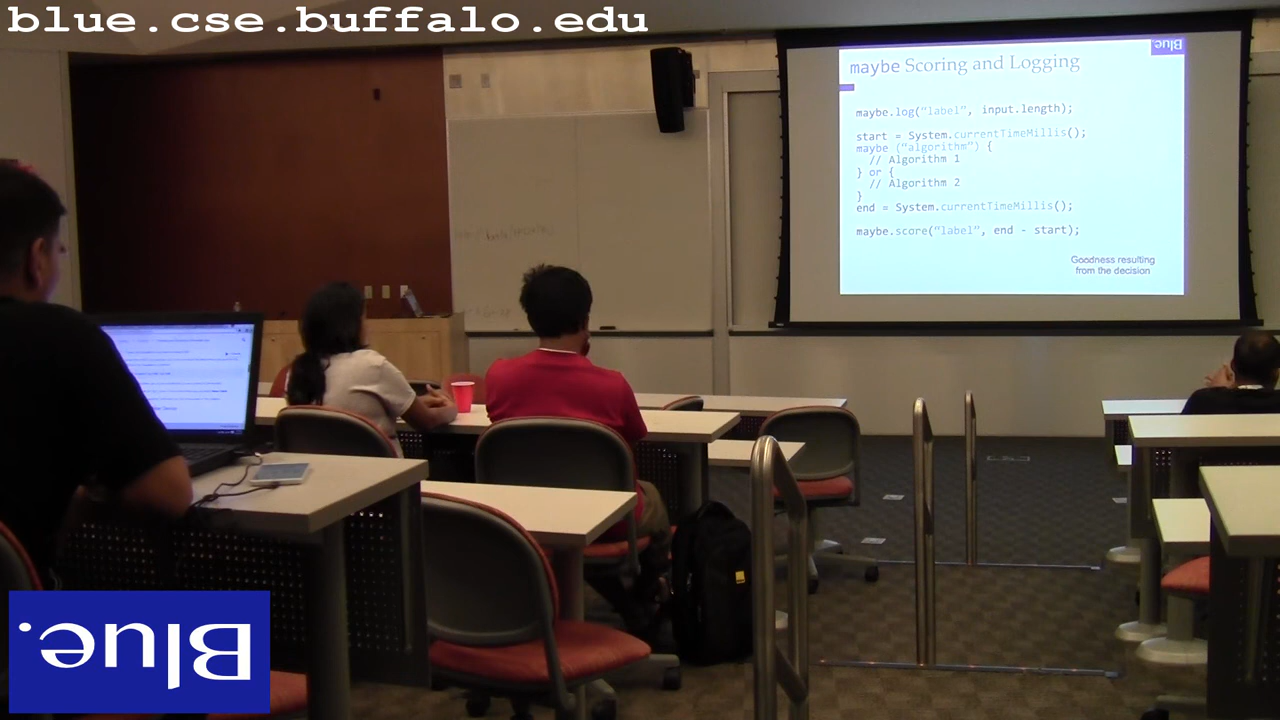 blue.cse.buffalo.edu
Blue.
maybe Scoring and Logging
maybe.log("label", input.length);
start = System.currentTimeMillis();
maybe ("algorithm") {
// Algorithm 1
} or {
// Algorithm 2
}
end = System.currentTimeMillis();
maybe.score("label", end - start);
Goodness resulting
from the decision
Blue.